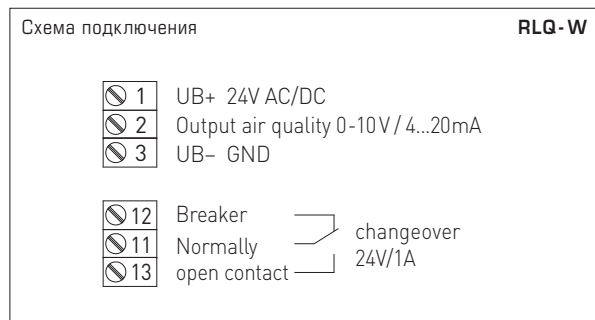 Схема подключения RLQ-W
1 UB+ 24V AC/DC
2 Output air quality 0-10V / 4...20mA
3 UB– GND
12 Breaker
11 Normally
13 open contact
changeover
24V/1A